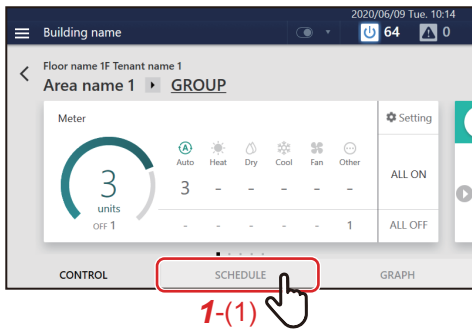 2020/06/09 Tue. 10:14
Building name 64 0
Floor name 1F Tenant name 1
Area name 1 GROUP
Meter Setting
A
Auto Heat Dry Cool Fan Other
3 3 - - - - -
units
OFF 1 - - - - - 1
ALL ON
ALL OFF
CONTROL SCHEDULE GRAPH
1-(1)